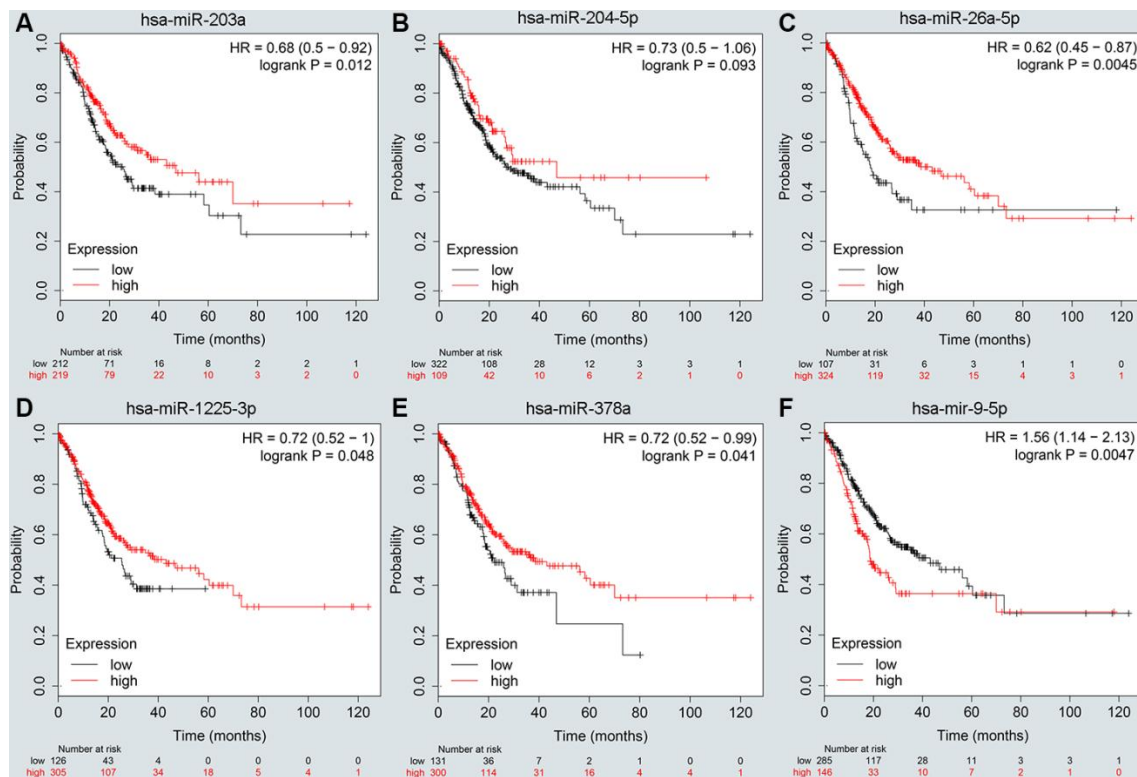 A
hsa-miR-203a
HR = 0.68 (0.5 − 0.92)
logrank P = 0.012
Probability
1.0
0.8
0.6
0.4
0.2
0.0
Expression
low
high
0 20 40 60 80 100 120
Time (months)
Number at risk
low 212 71 16 8 2 2 1
high 219 79 22 10 3 2 0
B
hsa-miR-204-5p
HR = 0.73 (0.5 − 1.06)
logrank P = 0.093
Probability
1.0
0.8
0.6
0.4
0.2
0.0
Expression
low
high
0 20 40 60 80 100 120
Time (months)
Number at risk
low 322 108 28 12 3 3 1
high 109 42 10 6 2 1 0
C
hsa-miR-26a-5p
HR = 0.62 (0.45 − 0.87)
logrank P = 0.0045
Probability
1.0
0.8
0.6
0.4
0.2
0.0
Expression
low
high
0 20 40 60 80 100 120
Time (months)
Number at risk
low 107 31 6 3 1 1 0
high 324 119 32 15 4 3 1
D
hsa-miR-1225-3p
HR = 0.72 (0.52 − 1)
logrank P = 0.048
Probability
1.0
0.8
0.6
0.4
0.2
0.0
Expression
low
high
0 20 40 60 80 100 120
Time (months)
Number at risk
low 126 43 4 0 0 0 0
high 305 107 34 18 5 4 1
E
hsa-miR-378a
HR = 0.72 (0.52 − 0.99)
logrank P = 0.041
Probability
1.0
0.8
0.6
0.4
0.2
0.0
Expression
low
high
0 20 40 60 80 100 120
Time (months)
Number at risk
low 131 36 7 2 1 0 0
high 300 114 31 16 4 4 1
F
hsa-mir-9-5p
HR = 1.56 (1.14 − 2.13)
logrank P = 0.0047
Probability
1.0
0.8
0.6
0.4
0.2
0.0
Expression
low
high
0 20 40 60 80 100 120
Time (months)
Number at risk
low 285 117 28 11 3 3 1
high 146 33 10 7 2 1 0